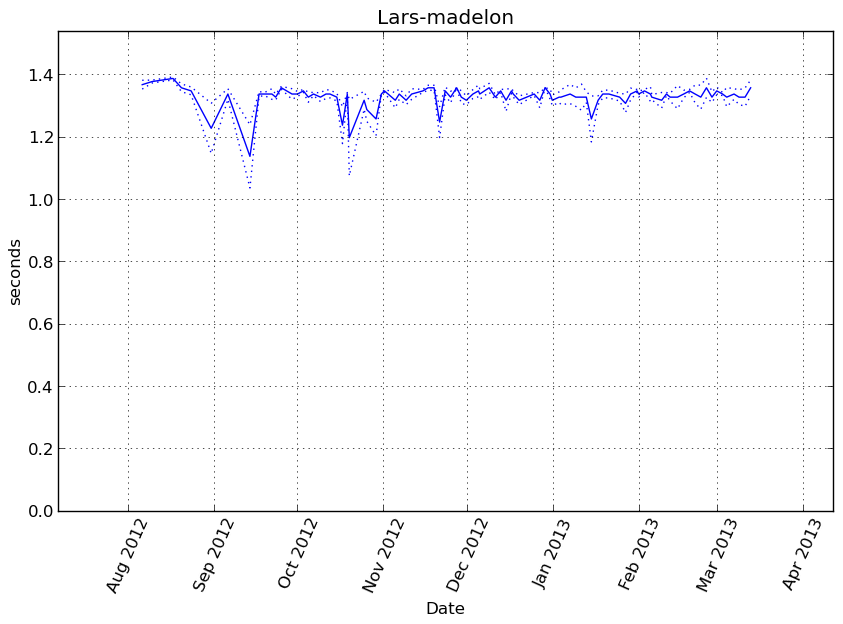 Lars-madelon
1.4
1.2
1.0
0.8
0.6
0.4
0.2
0.0
seconds
Aug 2012
Sep 2012
Oct 2012
Nov 2012
Dec 2012
Jan 2013
Feb 2013
Mar 2013
Apr 2013
Date